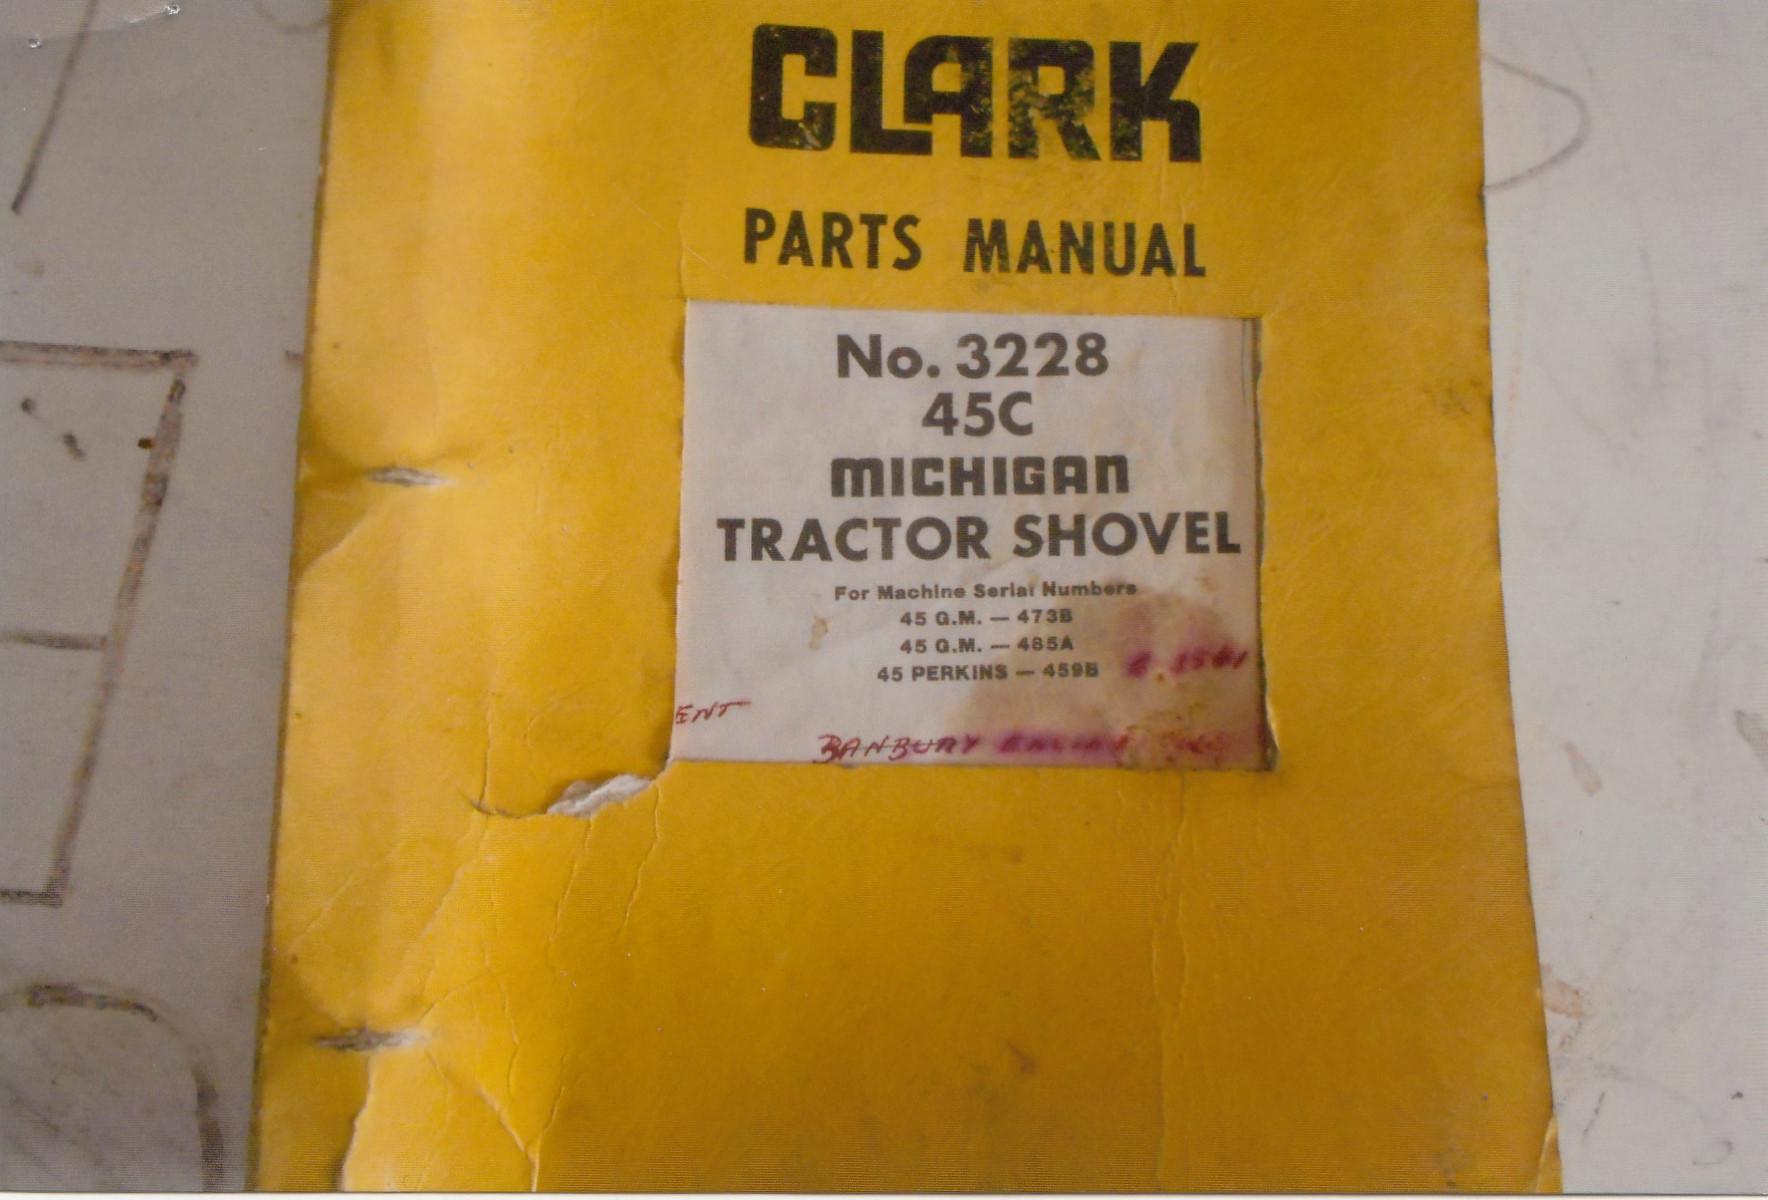 CLARK
PARTS MANUAL
No. 3228
45C
MICHIGAN
TRACTOR SHOVEL
For Machine Serial Numbers
45 G.M. — 473B
45 G.M. — 485A
45 PERKINS — 459B
ENT
BANBURY